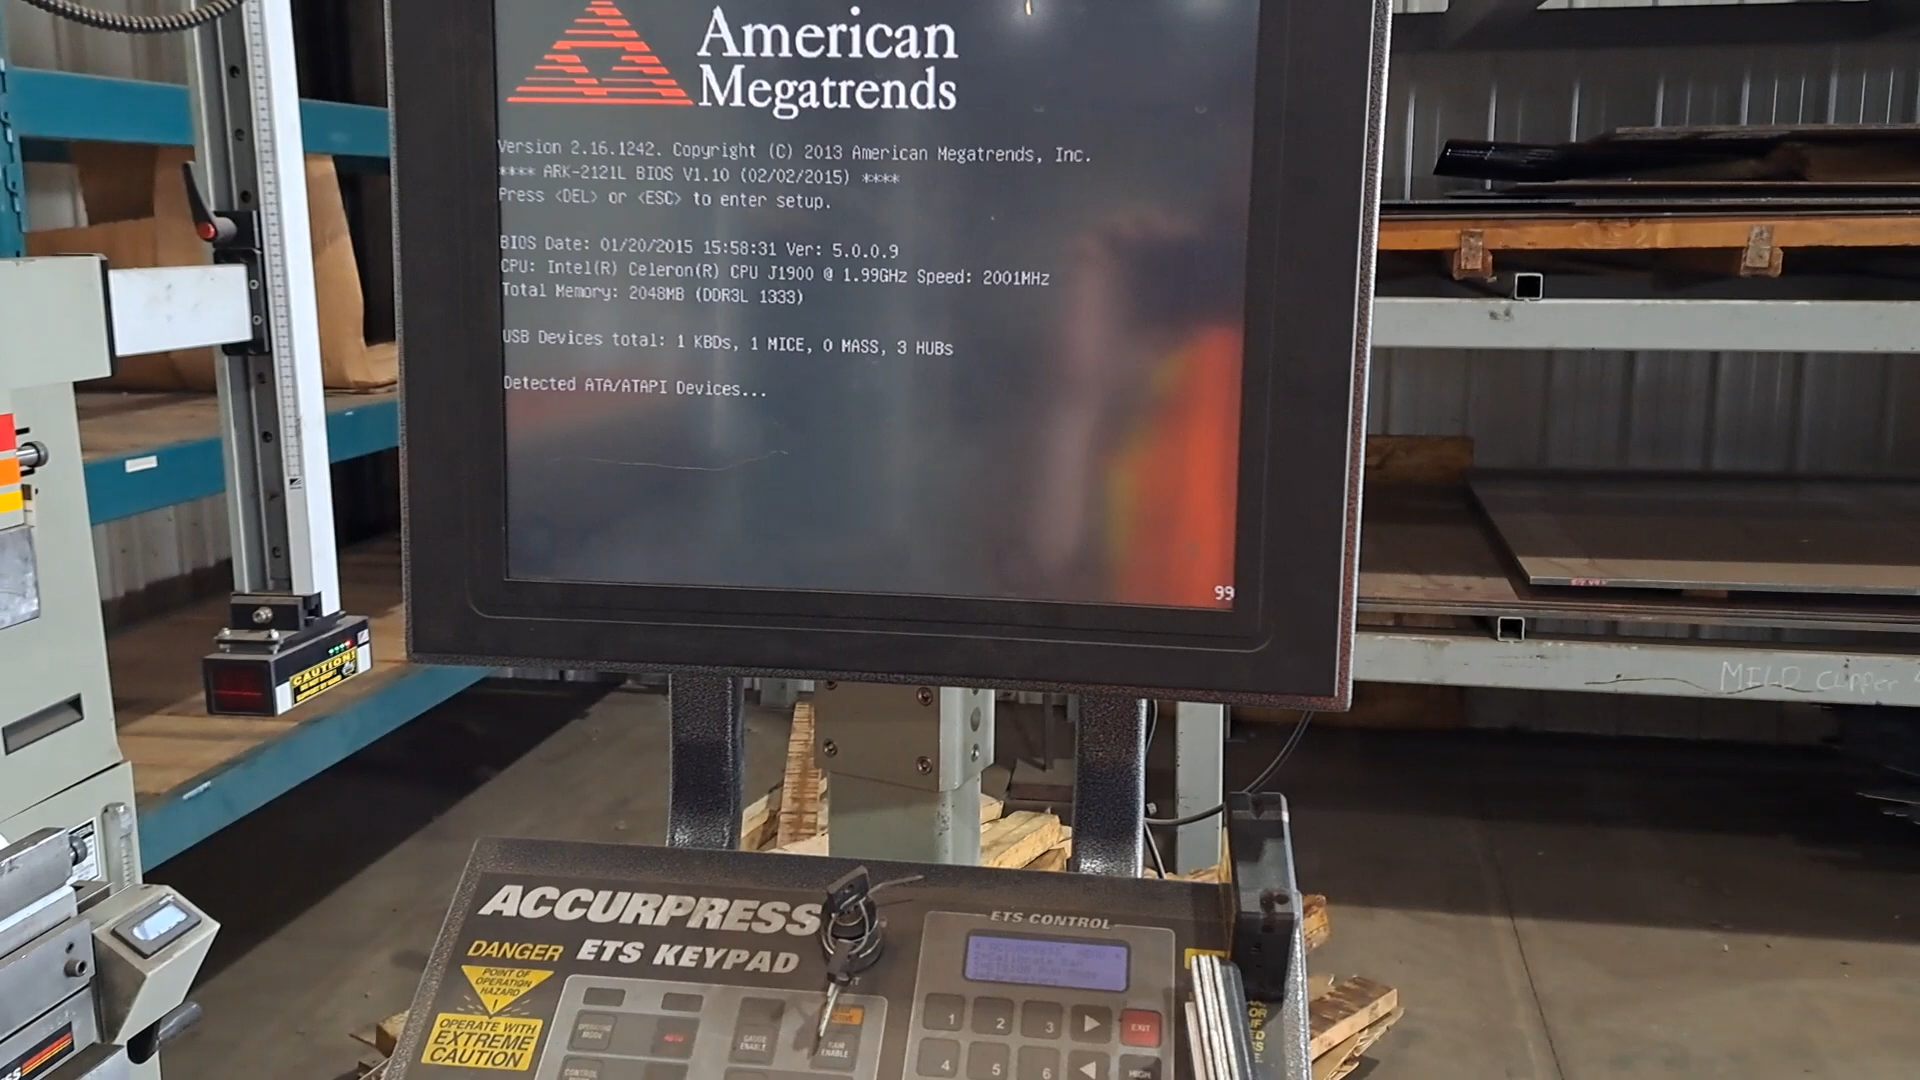 American
Megatrends
Version 2.16.1242. Copyright (C) 2013 American Megatrends, Inc.
**** ARK-2121L BIOS V1.10 (02/02/2015) ****
Press <DEL> or <ESC> to enter setup.
BIOS Date: 01/20/2015 15:58:31 Ver: 5.0.0.9
CPU: Intel(R) Celeron(R) CPU J1900 @ 1.99GHz Speed: 2001MHz
Total Memory: 2048MB (DDR3L 1333)
USB Devices total: 1 KBDs, 1 MICE, 0 MASS, 3 HUBs
Detected ATA/ATAPI Devices...
99
CAUTION!
MILD
ACCURPRESS
ETS CONTROL
DANGER ETS KEYPAD
POINT OF
OPERATION
HAZARD
!
OPERATE WITH
EXTREME
CAUTION
OPERATING
MODE
AUTO
GAUGE
ENABLE
RAM
ENABLE
1 2 3 EXIT
4 5 6 HIGH